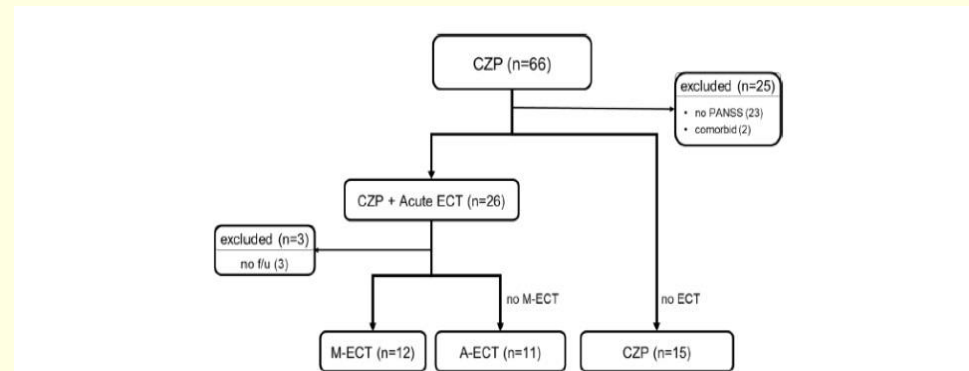 CZP (n=66)
excluded (n=25)
• no PANSS (23)
• comorbid (2)
CZP + Acute ECT (n=26)
excluded (n=3)
no f/u (3)
no M-ECT
no ECT
M-ECT (n=12)
A-ECT (n=11)
CZP (n=15)